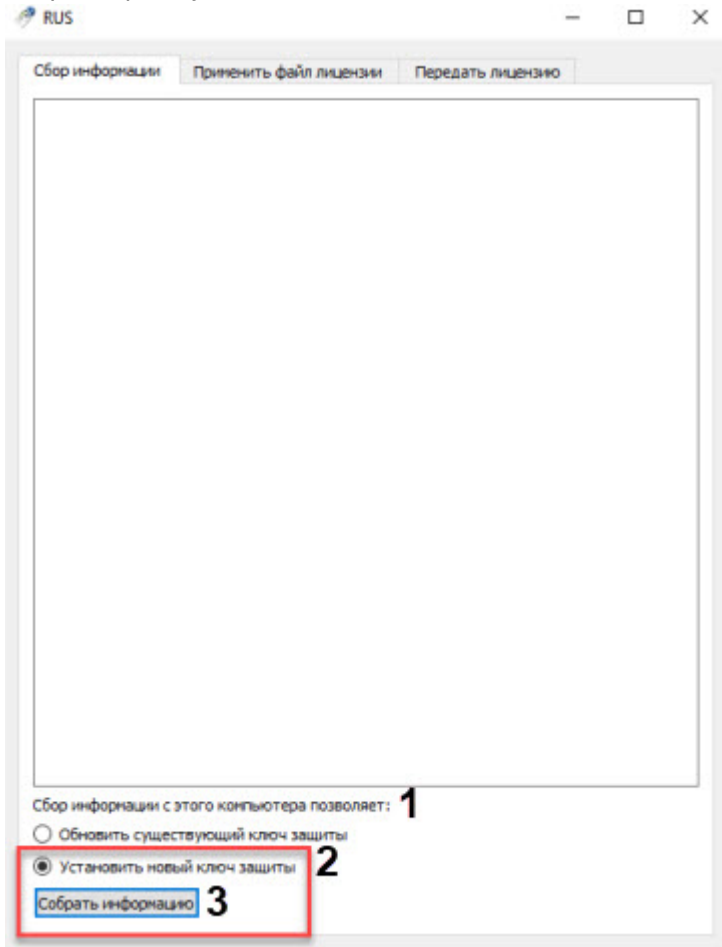 RUS
Сбор информации Применить файл лицензии Передать лицензию
Сбор информации с этого компьютера позволяет: 1
Обновить существующий ключ защиты
Установить новый ключ защиты 2
Собрать информацию 3